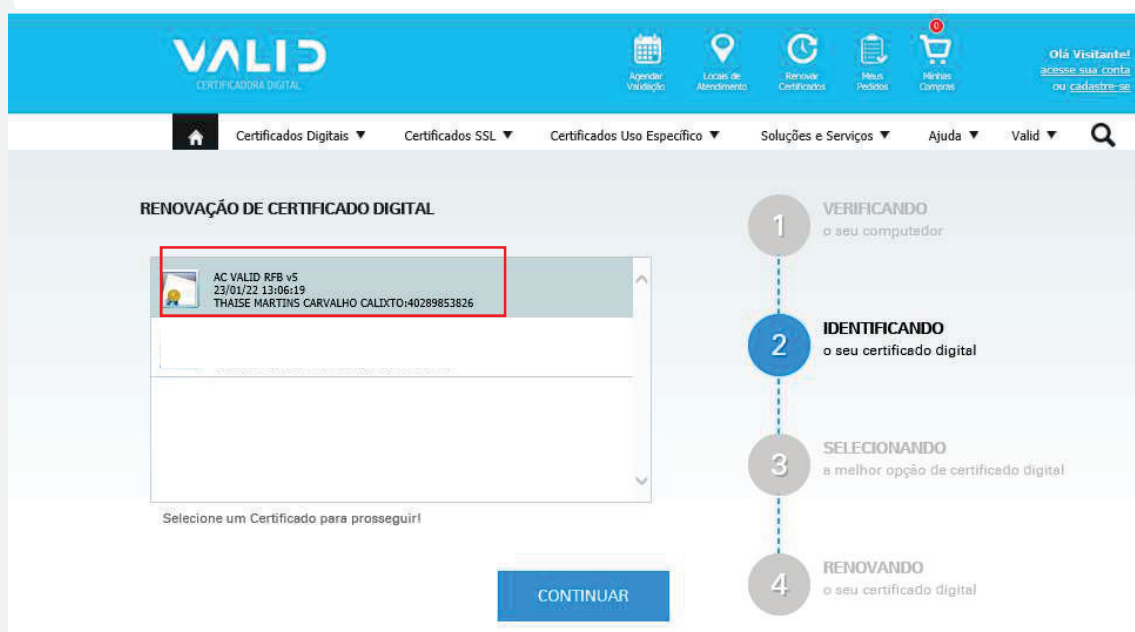 VALID
CERTIFICADORA DIGITAL
Agendar Validação
Locais de Atendimento
Renovar Certificados
Meus Pedidos
0
Minhas Compras
Olá Visitante!
acesse sua conta
ou cadastre-se
Certificados Digitais ▼ Certificados SSL ▼ Certificados Uso Específico ▼ Soluções e Serviços ▼ Ajuda ▼ Valid ▼
RENOVAÇÃO DE CERTIFICADO DIGITAL
AC VALID RFB v5
23/01/22 13:06:19
THAISE MARTINS CARVALHO CALIXTO:40289853826
Selecione um Certificado para prosseguir!
CONTINUAR
1
VERIFICANDO
o seu computador
2
IDENTIFICANDO
o seu certificado digital
3
SELECIONANDO
a melhor opção de certificado digital
4
RENOVANDO
o seu certificado digital